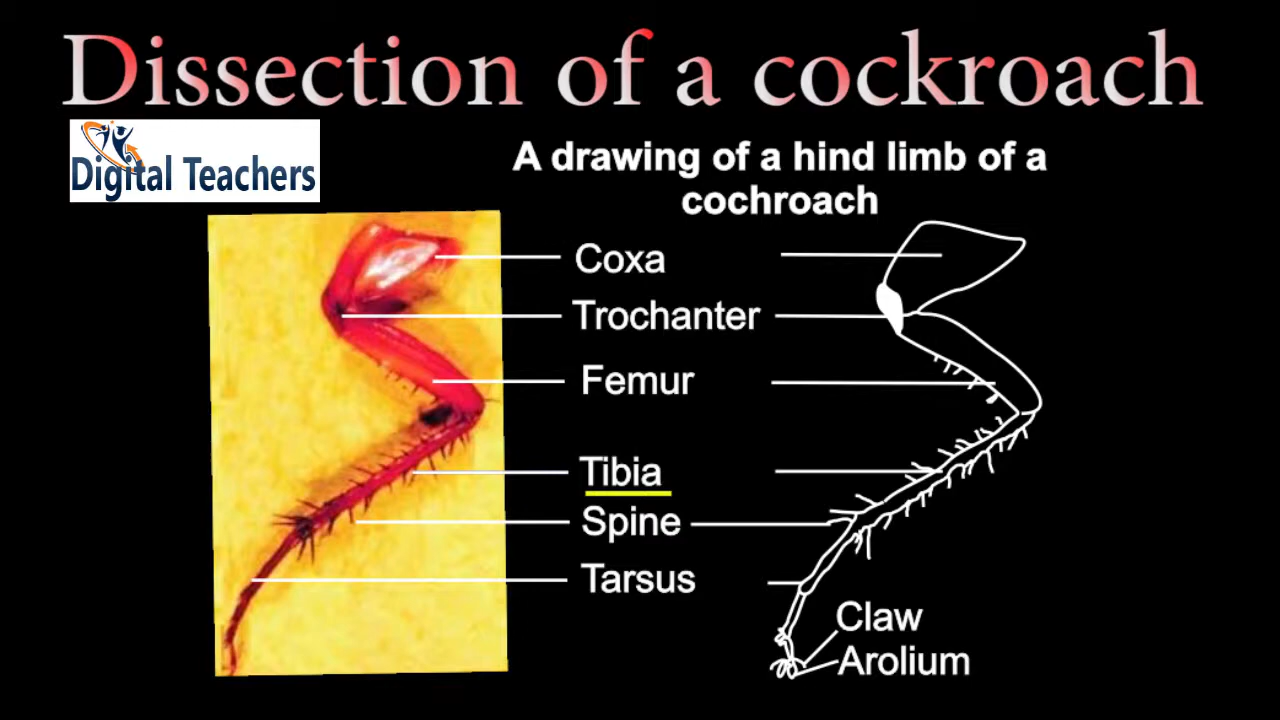 Dissection of a cockroach
Digital Teachers
A drawing of a hind limb of a
cochroach
Coxa
Trochanter
Femur
Tibia
Spine
Tarsus
Claw
Arolium